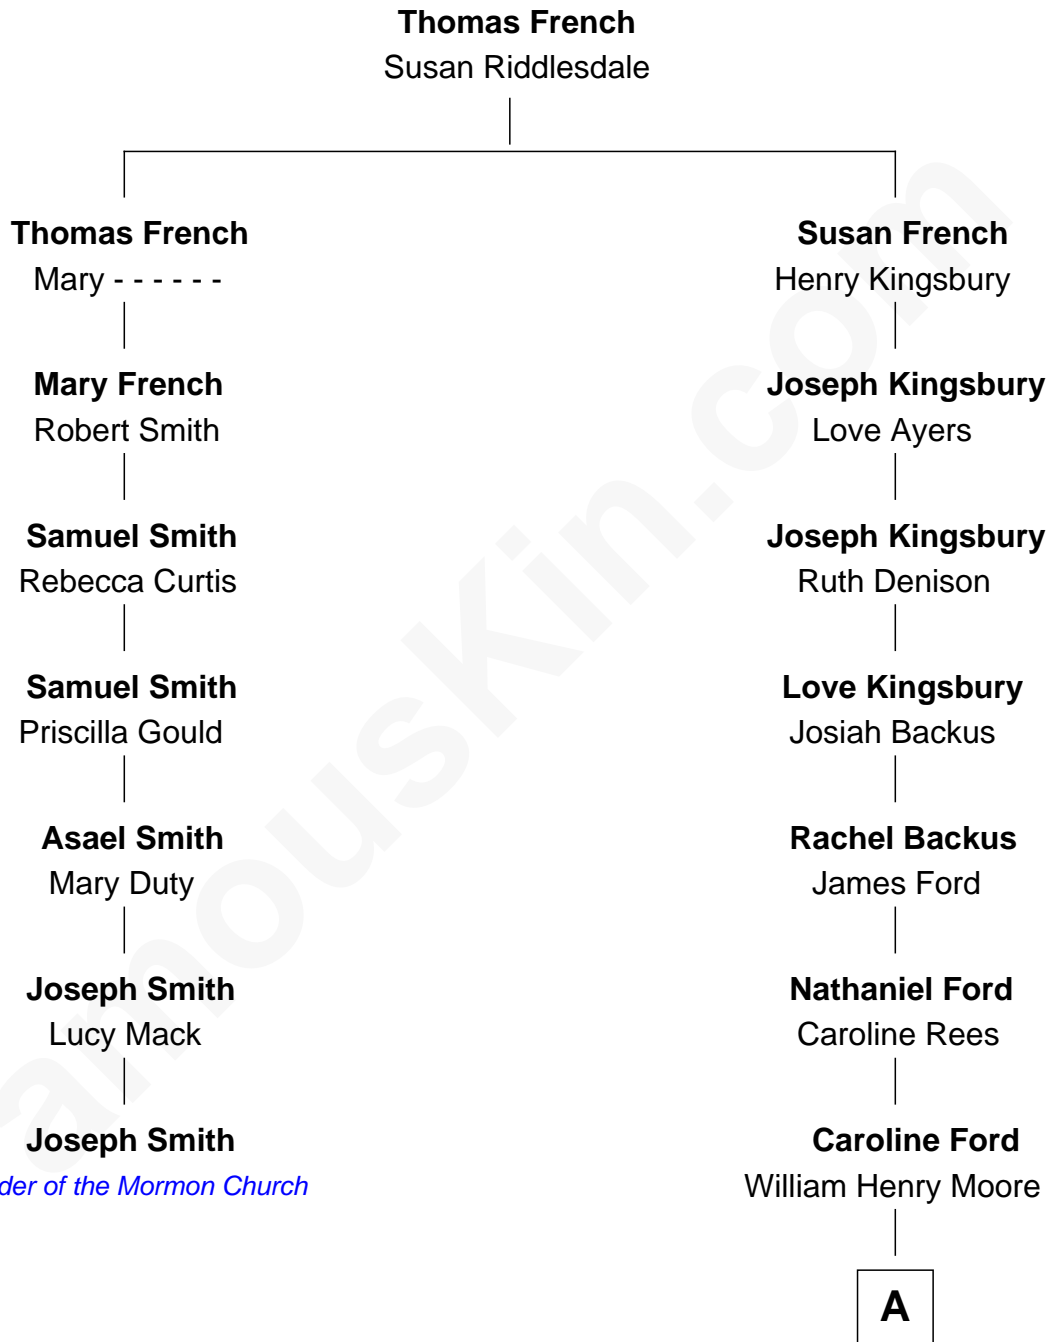 Thomas French
Susan Riddlesdale
Thomas French
Mary - - - - - -
Mary French
Robert Smith
Samuel Smith
Rebecca Curtis
Samuel Smith
Priscilla Gould
Asael Smith
Mary Duty
Joseph Smith
Lucy Mack
Joseph Smith
der of the Mormon Church
Susan French
Henry Kingsbury
Joseph Kingsbury
Love Ayers
Joseph Kingsbury
Ruth Denison
Love Kingsbury
Josiah Backus
Rachel Backus
James Ford
Nathaniel Ford
Caroline Rees
Caroline Ford
William Henry Moore
A
amousKin.com